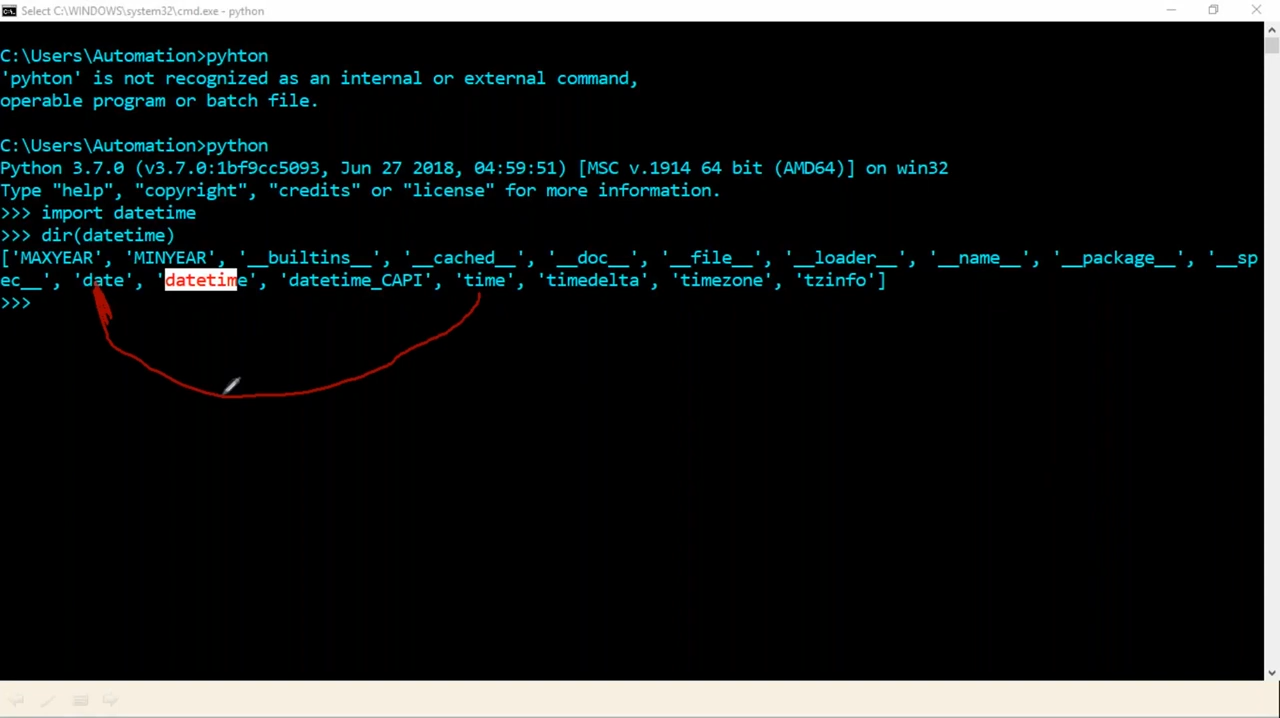 Select C:\WINDOWS\system32\cmd.exe - python
C:\Users\Automation>pyhton
'pyhton' is not recognized as an internal or external command,
operable program or batch file.
C:\Users\Automation>python
Python 3.7.0 (v3.7.0:1bf9cc5093, Jun 27 2018, 04:59:51) [MSC v.1914 64 bit (AMD64)] on win32
Type "help", "copyright", "credits" or "license" for more information.
>>> import datetime
>>> dir(datetime)
['MAXYEAR', 'MINYEAR', '__builtins__', '__cached__', '__doc__', '__file__', '__loader__', '__name__', '__package__', '__sp
ec__', 'date', 'datetime', 'datetime_CAPI', 'time', 'timedelta', 'timezone', 'tzinfo']
>>>